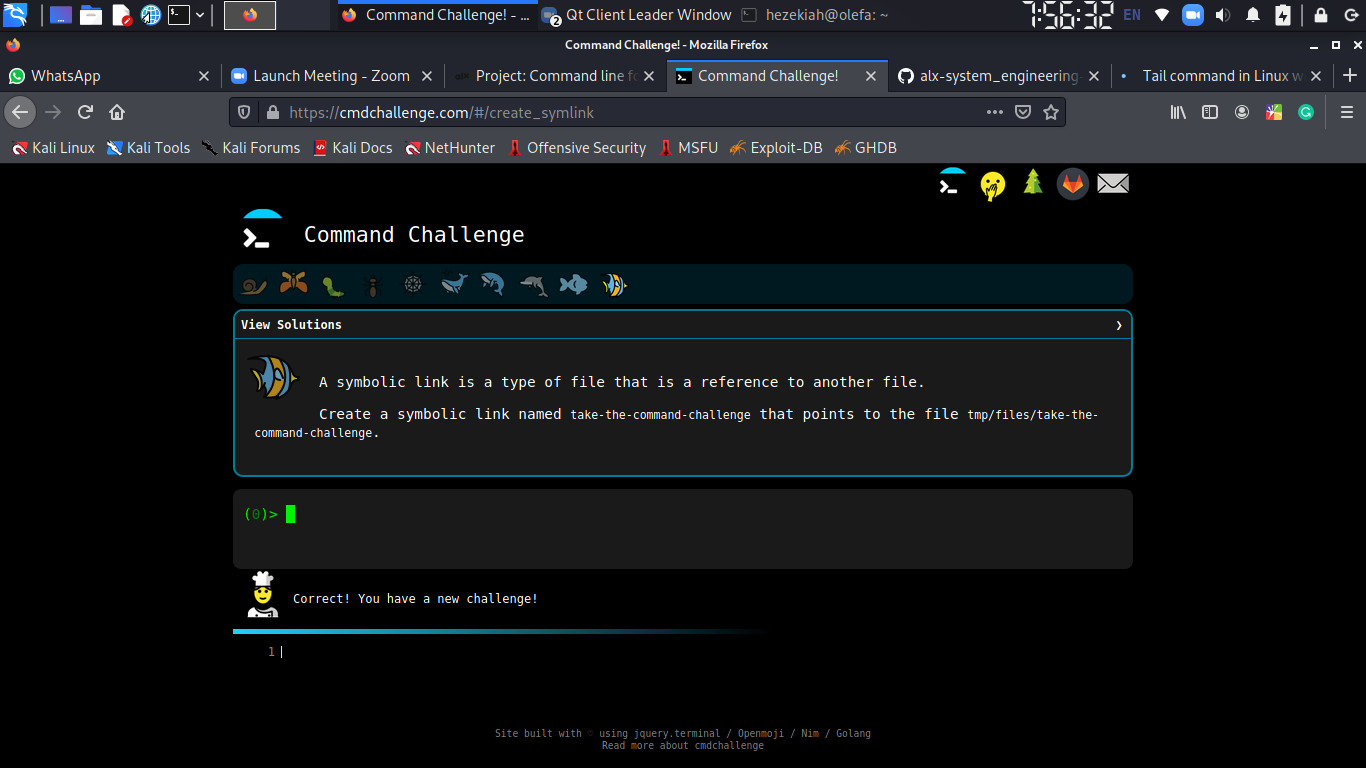 Command Challenge! - ...
2
Qt Client Leader Window
hezekiah@olefa: ~
1:56:32
EN
Command Challenge! - Mozilla Firefox
WhatsApp
Launch Meeting - Zoom
Project: Command line fo
Command Challenge!
alx-system_engineering-
Tail command in Linux w
https://cmdchallenge.com/#/create_symlink
Kali Linux
Kali Tools
Kali Forums
Kali Docs
NetHunter
Offensive Security
MSFU
Exploit-DB
GHDB
Command Challenge
View Solutions
A symbolic link is a type of file that is a reference to another file.
Create a symbolic link named take-the-command-challenge that points to the file tmp/files/take-the-
command-challenge.
(0)>
Correct! You have a new challenge!
1
Site built with ♡ using jquery.terminal / Openmoji / Nim / Golang
Read more about cmdchallenge